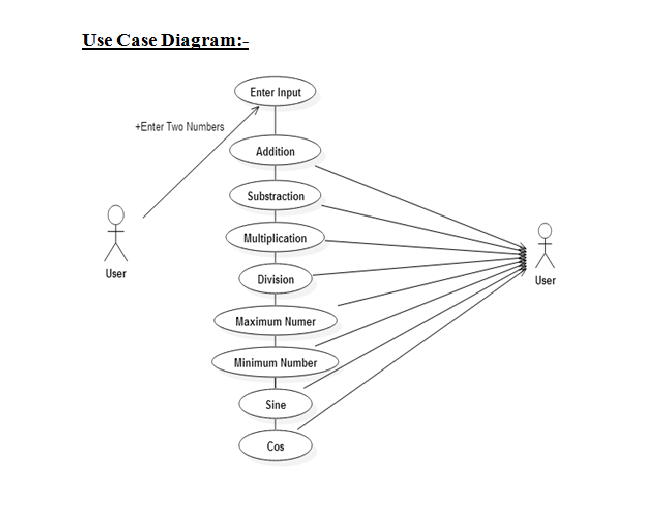 Use Case Diagram:-
Enter Input
+Enter Two Numbers
Addition
Substraction
Multiplication
Division
User
User
Maximum Numer
Minimum Number
Sine
Cos